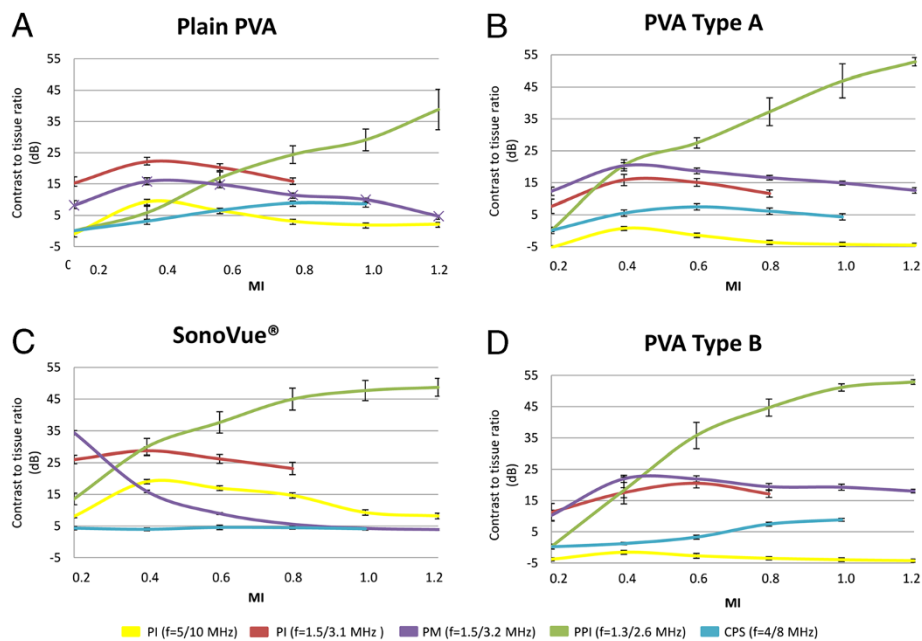 A
Plain PVA
Contrast to tissue ratio
(dB)
55
45
35
25
15
5
-5
0.2
0.4
0.6
0.8
1.0
1.2
MI
B
PVA Type A
Contrast to tissue ratio
(dB)
55
45
35
25
15
5
-5
0.2
0.4
0.6
0.8
1.0
1.2
MI
C
SonoVue®
Contrast to tissue ratio
(dB)
55
45
35
25
15
5
-5
0.2
0.4
0.6
0.8
1.0
1.2
MI
D
PVA Type B
Contrast to tissue ratio
(dB)
55
45
35
25
15
5
-5
0.2
0.4
0.6
0.8
1.0
1.2
MI
PI (f=5/10 MHz) PI (f=1.5/3.1 MHz ) PM (f=1.5/3.2 MHz) PPI (f=1.3/2.6 MHz) CPS (f=4/8 MHz)